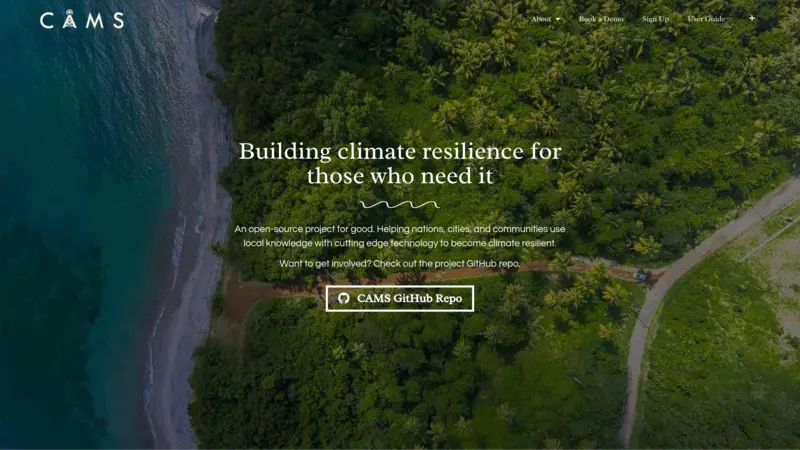 CAMS
About
Book a Demo
Sign Up
User Guide
+
Building climate resilience for
those who need it
An open-source project for good. Helping nations, cities, and communities use
local knowledge with cutting edge technology to become climate resilient.
Want to get involved? Check out the project GitHub repo.
CAMS GitHub Repo